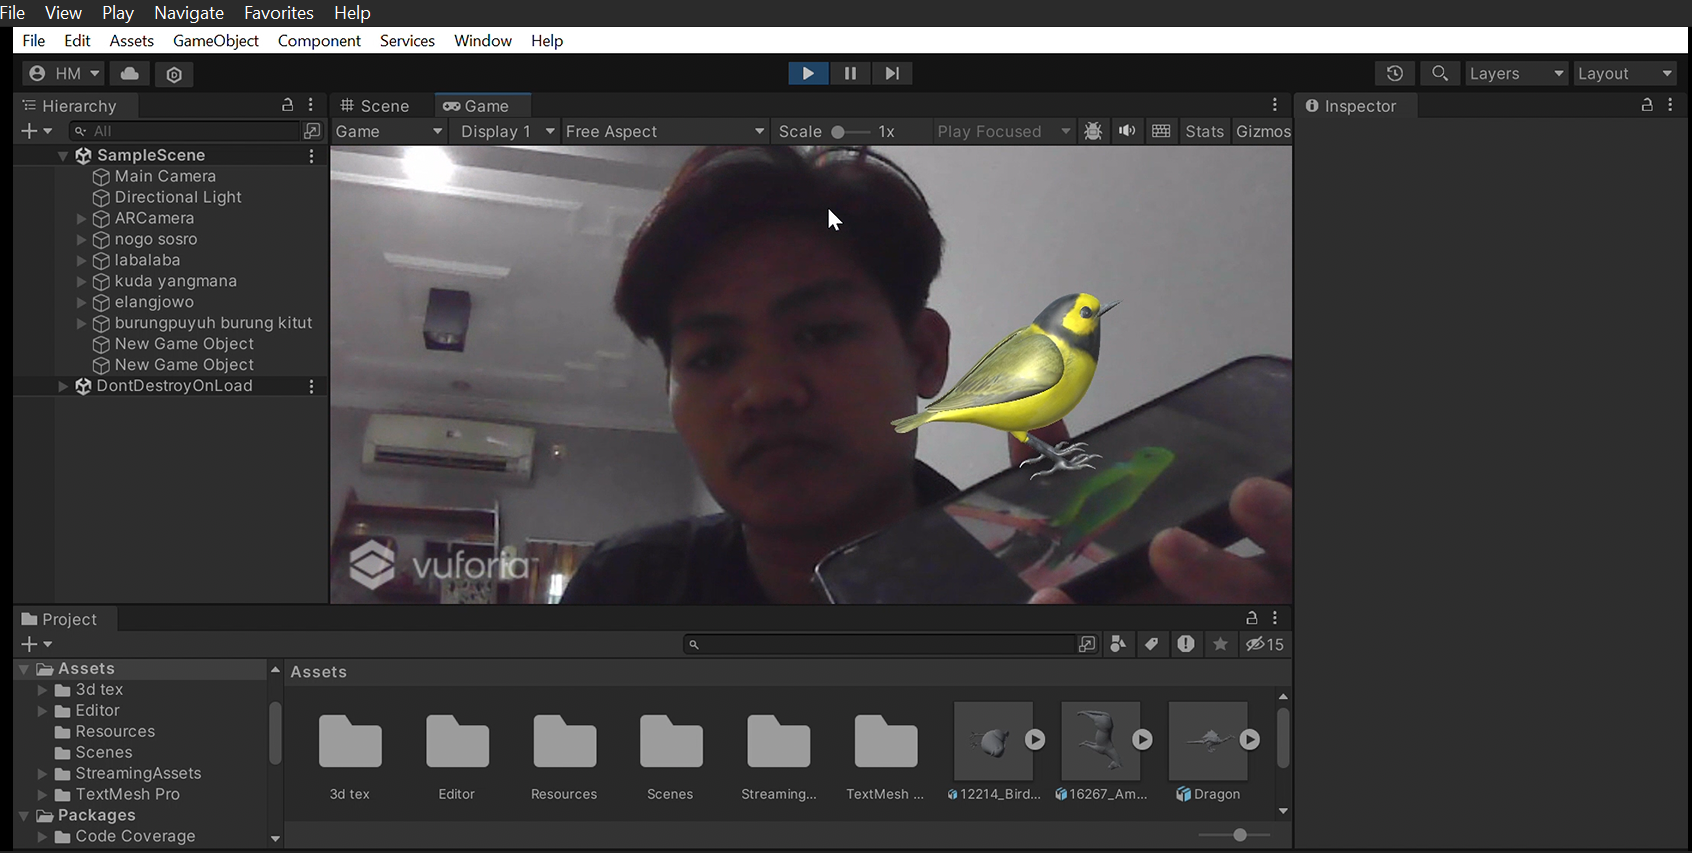 File View Play Navigate Favorites Help
File Edit Assets GameObject Component Services Window Help
HM Layers Layout
Hierarchy Scene Game Inspector
All Game Display 1 Free Aspect Scale 1x Play Focused Stats Gizmos
SampleScene
Main Camera
Directional Light
ARCamera
nogo sosro
labalaba
kuda yangmana
elangjowo
burungpuyuh burung kitut
New Game Object
New Game Object
DontDestroyOnLoad
vuforia™
Project
15
Assets
3d tex
Editor
Resources
Scenes
StreamingAssets
TextMesh Pro
Packages
Code Coverage
Assets
3d tex Editor Resources Scenes Streaming... TextMesh ... 12214_Bird... 16267_Am... Dragon